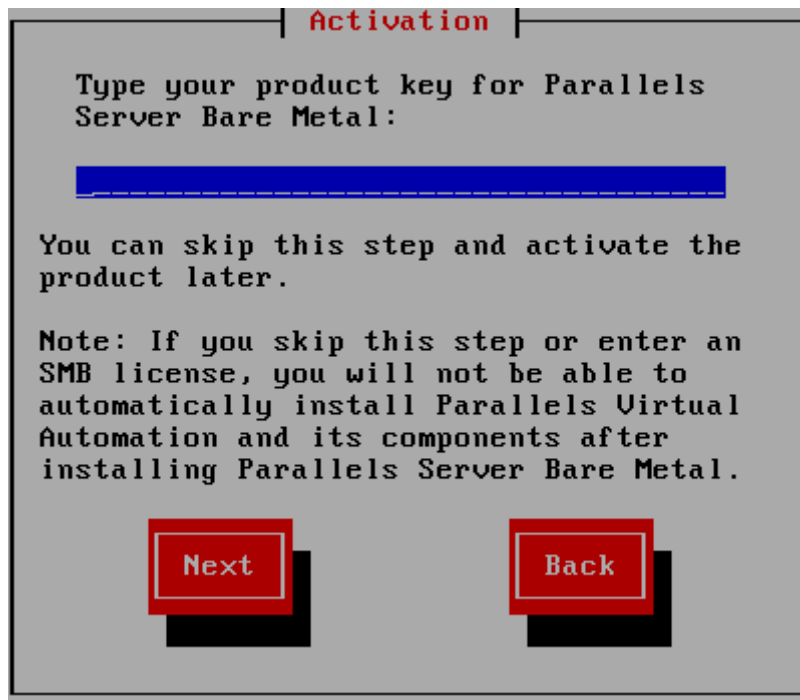 Activation
Type your product key for Parallels
Server Bare Metal:
You can skip this step and activate the
product later.
Note: If you skip this step or enter an
SMB license, you will not be able to
automatically install Parallels Virtual
Automation and its components after
installing Parallels Server Bare Metal.
Next Back